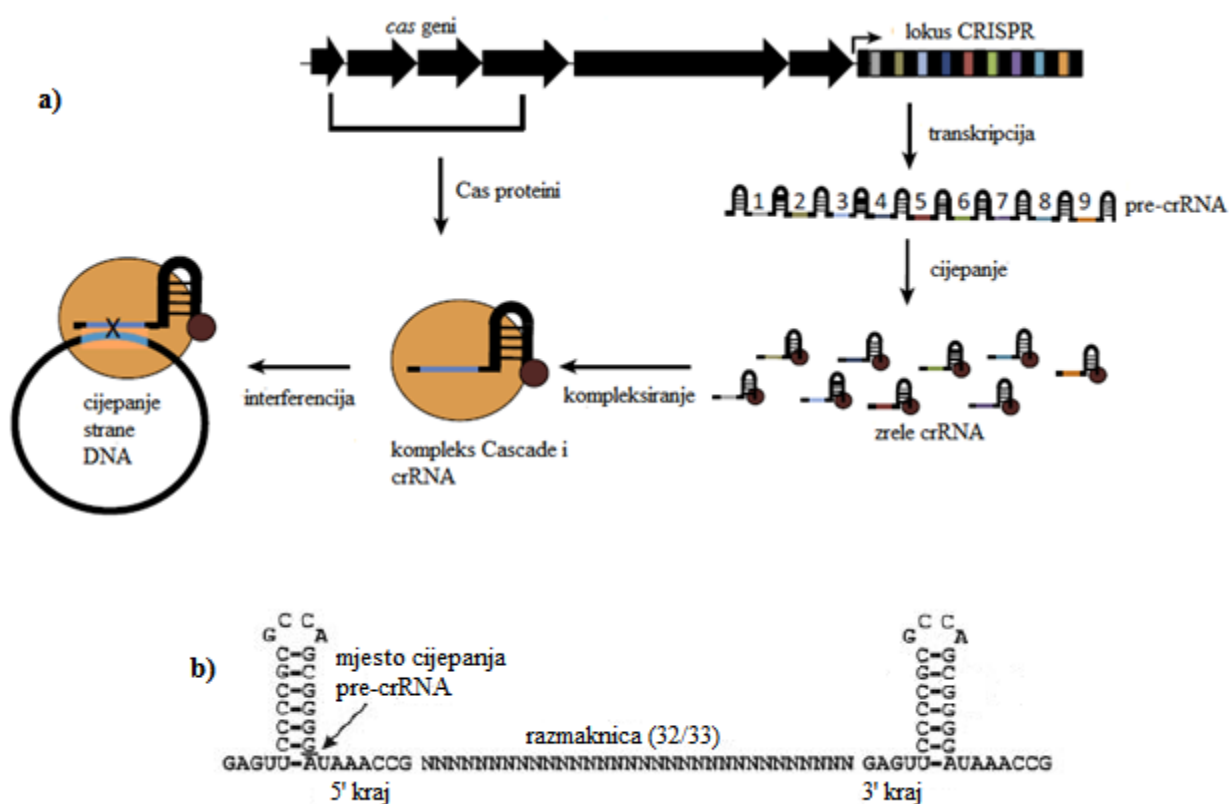 cas geni
lokus CRISPR
a)
transkripcija
Cas proteini
1 2 3 4 5 6 7 8 9
pre-crRNA
cijepanje
cijepanje
strane
DNA
interferencija
kompleks Cascade i
crRNA
kompleksiranje
zrele crRNA
b)
C C C C
G A G A
C-G mjesto cijepanja C-G
G-C pre-crRNA G-C
C-G C-G
C-G C-G
C-G razmaknica (32/33) C-G
C-G C-G
GAGUU-AUAAACCG NNNNNNNNNNNNNNNNNNNNNNNNNNNNNNNN GAGUU-AUAAACCG
5' kraj 3' kraj